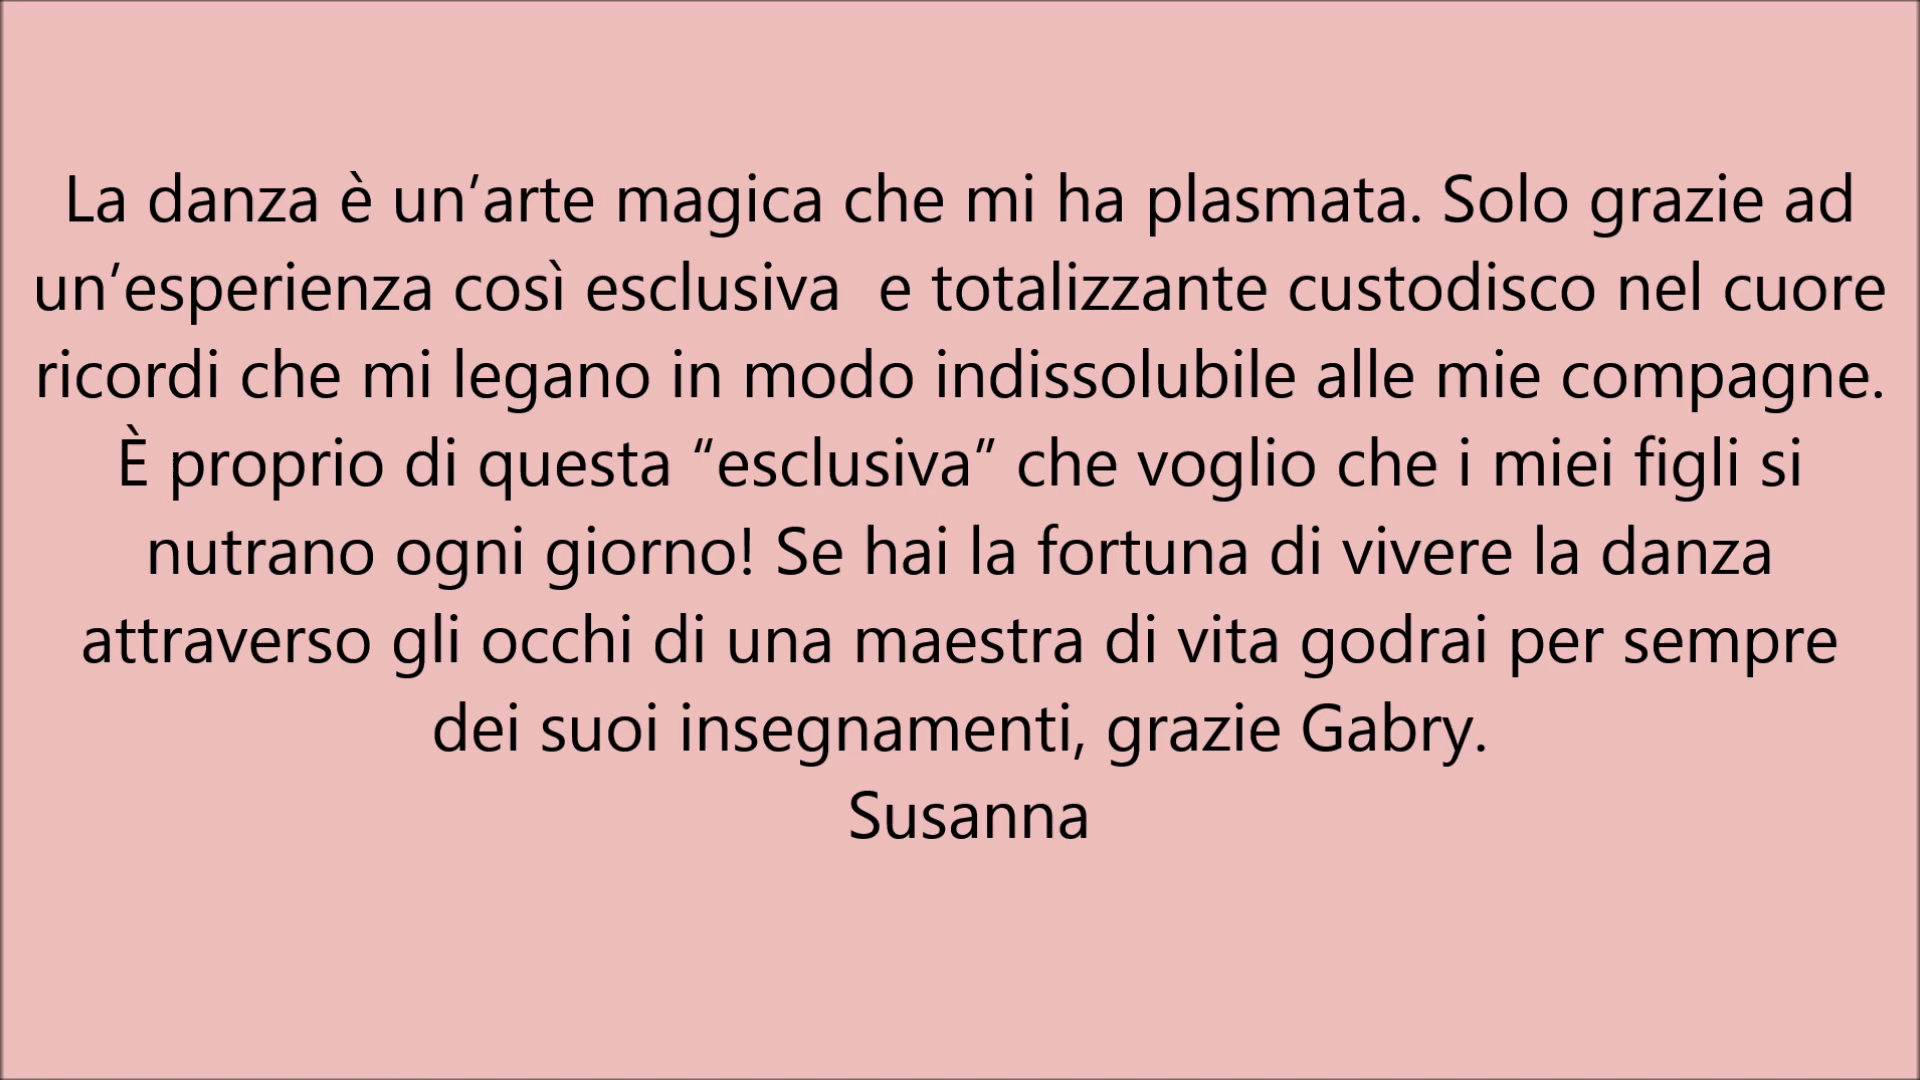 La danza è un’arte magica che mi ha plasmata. Solo grazie ad
un’esperienza così esclusiva  e totalizzante custodisco nel cuore
ricordi che mi legano in modo indissolubile alle mie compagne.
È proprio di questa “esclusiva” che voglio che i miei figli si
nutrano ogni giorno! Se hai la fortuna di vivere la danza
attraverso gli occhi di una maestra di vita godrai per sempre
dei suoi insegnamenti, grazie Gabry.
Susanna